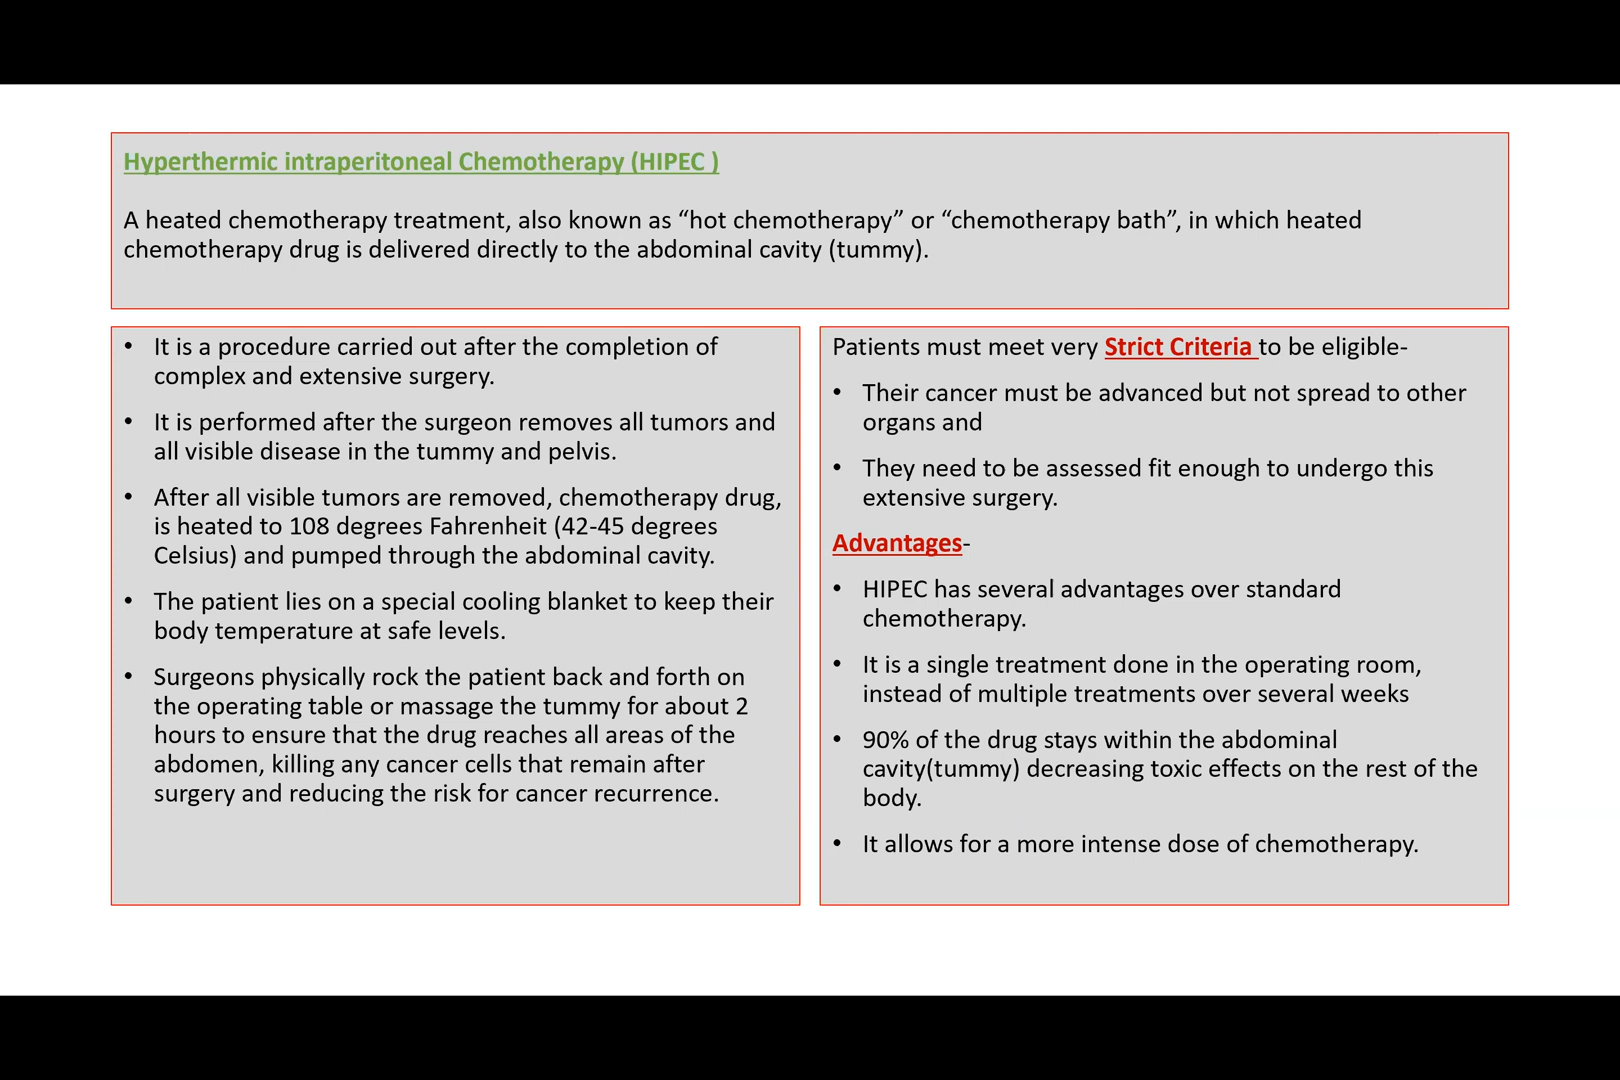 Hyperthermic intraperitoneal Chemotherapy (HIPEC )
A heated chemotherapy treatment, also known as “hot chemotherapy” or “chemotherapy bath”, in which heated
chemotherapy drug is delivered directly to the abdominal cavity (tummy).
• It is a procedure carried out after the completion of
complex and extensive surgery.
• It is performed after the surgeon removes all tumors and
all visible disease in the tummy and pelvis.
• After all visible tumors are removed, chemotherapy drug,
is heated to 108 degrees Fahrenheit (42-45 degrees
Celsius) and pumped through the abdominal cavity.
• The patient lies on a special cooling blanket to keep their
body temperature at safe levels.
• Surgeons physically rock the patient back and forth on
the operating table or massage the tummy for about 2
hours to ensure that the drug reaches all areas of the
abdomen, killing any cancer cells that remain after
surgery and reducing the risk for cancer recurrence.
Patients must meet very Strict Criteria to be eligible-
• Their cancer must be advanced but not spread to other
organs and
• They need to be assessed fit enough to undergo this
extensive surgery.
Advantages-
• HIPEC has several advantages over standard
chemotherapy.
• It is a single treatment done in the operating room,
instead of multiple treatments over several weeks
• 90% of the drug stays within the abdominal
cavity(tummy) decreasing toxic effects on the rest of the
body.
• It allows for a more intense dose of chemotherapy.